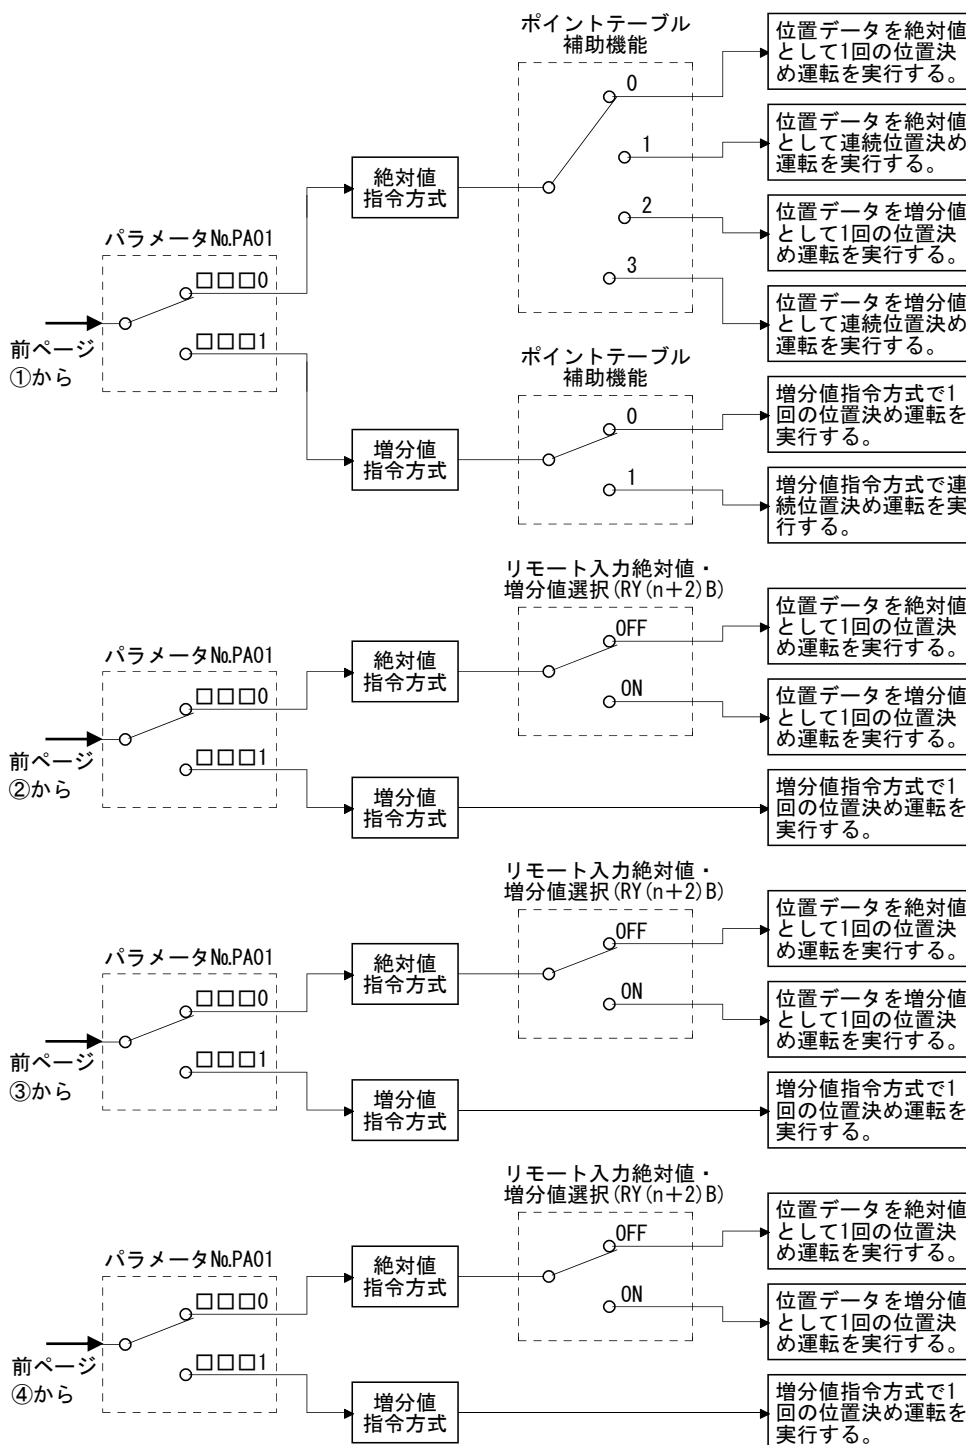 ポイントテーブル
補助機能
0
1
2
3
位置データを絶対値
として1回の位置決
め運転を実行する。
位置データを絶対値
として連続位置決め
運転を実行する。
位置データを増分値
として1回の位置決
め運転を実行する。
位置データを増分値
として連続位置決め
運転を実行する。
絶対値
指令方式
パラメータ№PA01
□□□0
□□□1
前ページ
①から
ポイントテーブル
補助機能
0
1
増分値
指令方式
増分値指令方式で1
回の位置決め運転を
実行する。
増分値指令方式で連
続位置決め運転を実
行する。
リモート入力絶対値・
増分値選択(RY(n+2)B)
OFF
ON
位置データを絶対値
として1回の位置決
め運転を実行する。
位置データを増分値
として1回の位置決
め運転を実行する。
絶対値
指令方式
パラメータ№PA01
□□□0
□□□1
前ページ
②から
増分値
指令方式
増分値指令方式で1
回の位置決め運転を
実行する。
リモート入力絶対値・
増分値選択(RY(n+2)B)
OFF
ON
位置データを絶対値
として1回の位置決
め運転を実行する。
位置データを増分値
として1回の位置決
め運転を実行する。
絶対値
指令方式
パラメータ№PA01
□□□0
□□□1
前ページ
③から
増分値
指令方式
増分値指令方式で1
回の位置決め運転を
実行する。
リモート入力絶対値・
増分値選択(RY(n+2)B)
OFF
ON
位置データを絶対値
として1回の位置決
め運転を実行する。
位置データを増分値
として1回の位置決
め運転を実行する。
絶対値
指令方式
パラメータ№PA01
□□□0
□□□1
前ページ
④から
増分値
指令方式
増分値指令方式で1
回の位置決め運転を
実行する。